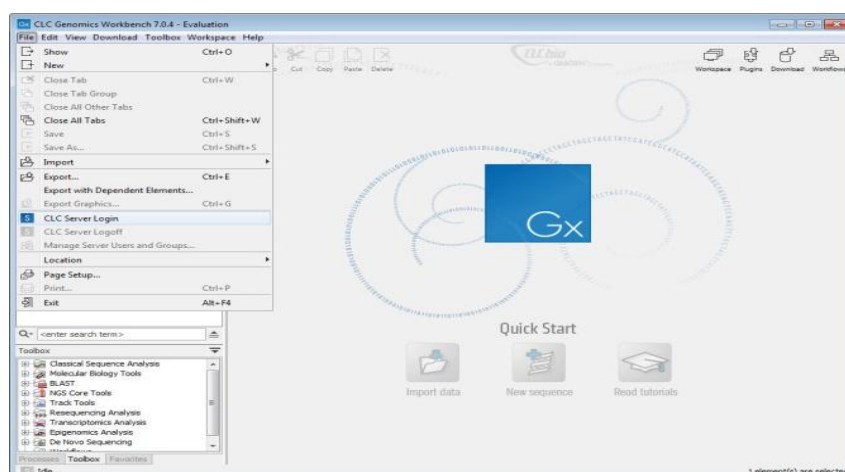 CLC Genomics Workbench 7.0.4 - Evaluation
File Edit View Download Toolbox Workspace Help
Show Ctrl+O
New
Close Tab Ctrl+W
Close Tab Group
Close All Other Tabs
Close All Tabs Ctrl+Shift+W
Save Ctrl+S
Save As... Ctrl+Shift+S
Import
Export... Ctrl+E
Export with Dependent Elements...
Export Graphics... Ctrl+G
CLC Server Login
CLC Server Logoff
Manage Server Users and Groups...
Location
Page Setup...
Print... Ctrl+P
Exit Alt+F4
Cut Copy Paste Delete
CLC bio
Workspace Plugins Download Workflows
Gx
Quick Start
Import data New sequence Read tutorials
<enter search term>
Toolbox
Classical Sequence Analysis
Molecular Biology Tools
BLAST
NGS Core Tools
Track Tools
Resequencing Analysis
Transcriptomics Analysis
Epigenomics Analysis
De Novo Sequencing
Processes Toolbox Favorites
Idle...
1 element(s) are selected